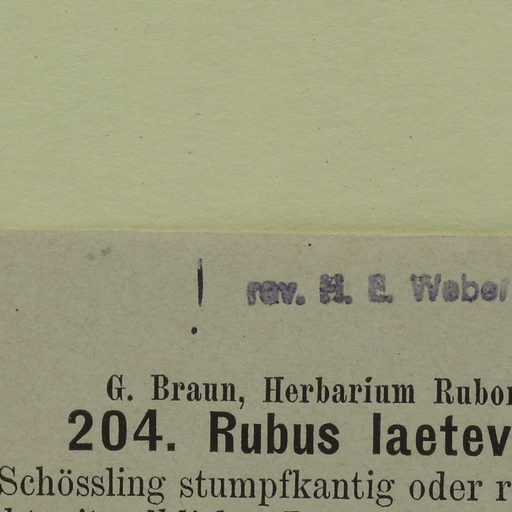 !
rev. H. E. Weber
G. Braun, Herbarium Rubor
204. Rubus laetev
Schössling stumpfkantig oder r